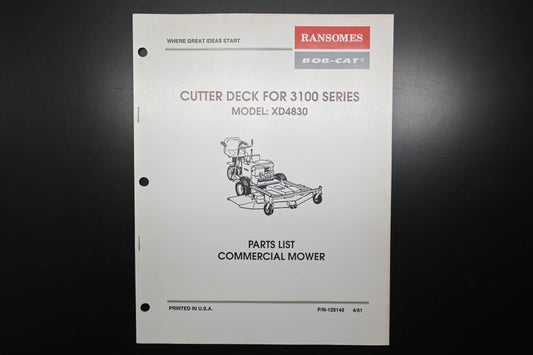 WHERE GREAT IDEAS START
RANSOMES
BOB-CAT®
CUTTER DECK FOR 3100 SERIES
MODEL: XD4830
PARTS LIST
COMMERCIAL MOWER
PRINTED IN U.S.A.
P/N-139149 4/91